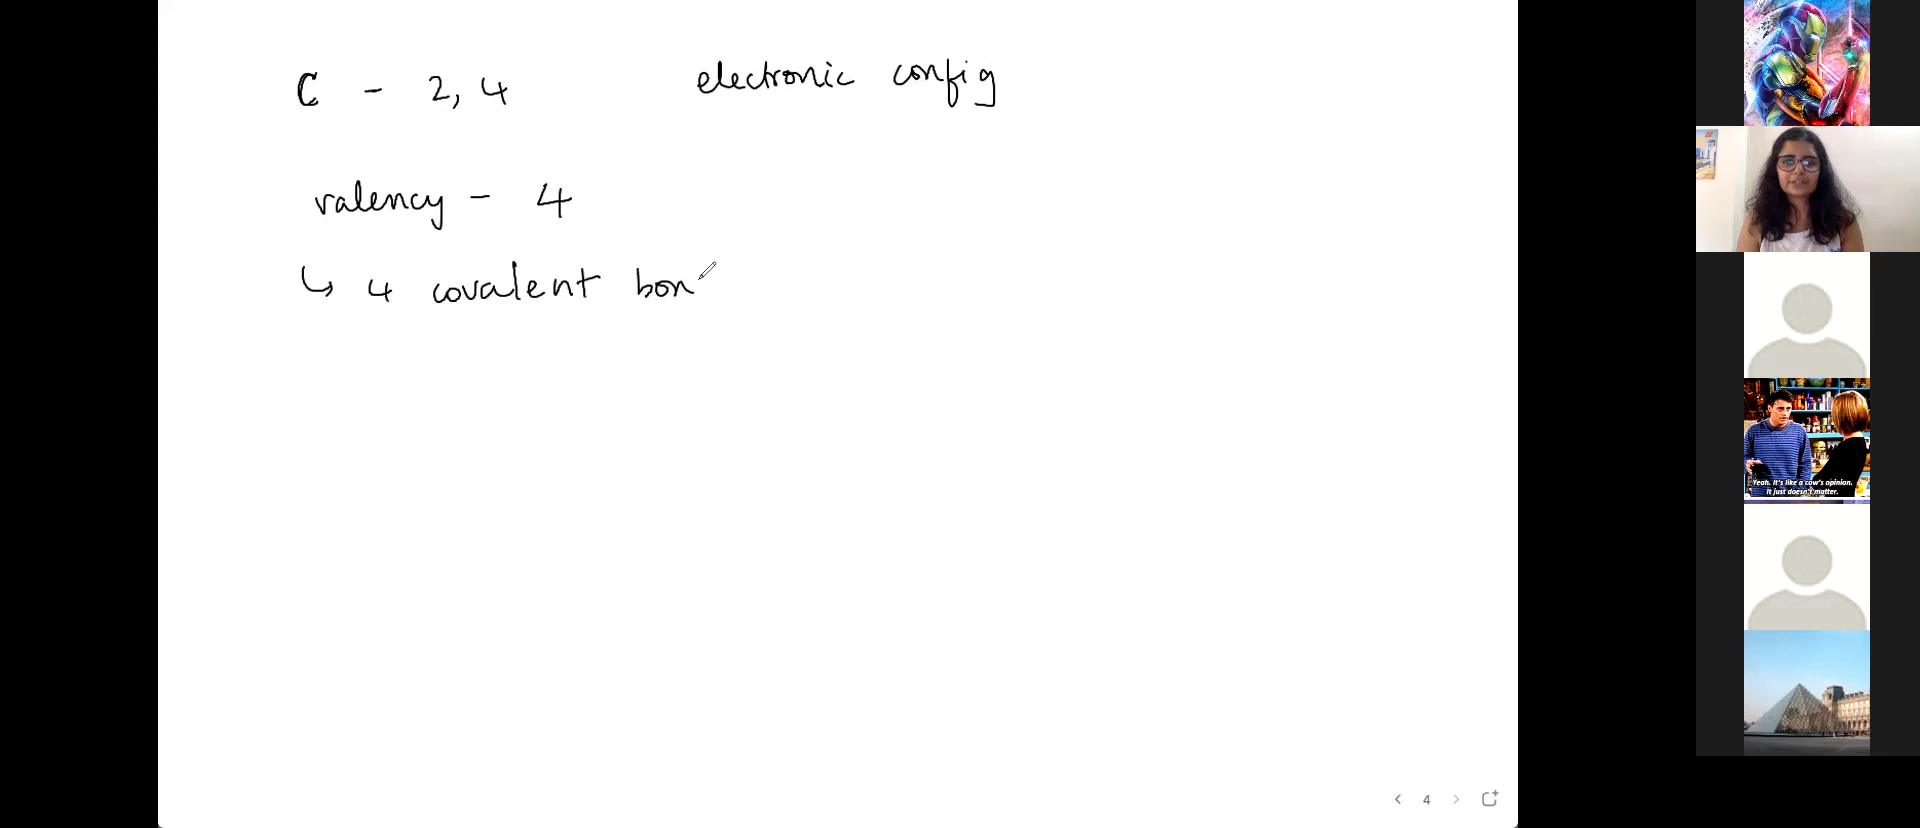 C - 2, 4 electronic config
valency - 4
↳ 4 covalent bon
Yeah. It's like a cow's opinion.
It just doesn't matter.
< 4 >